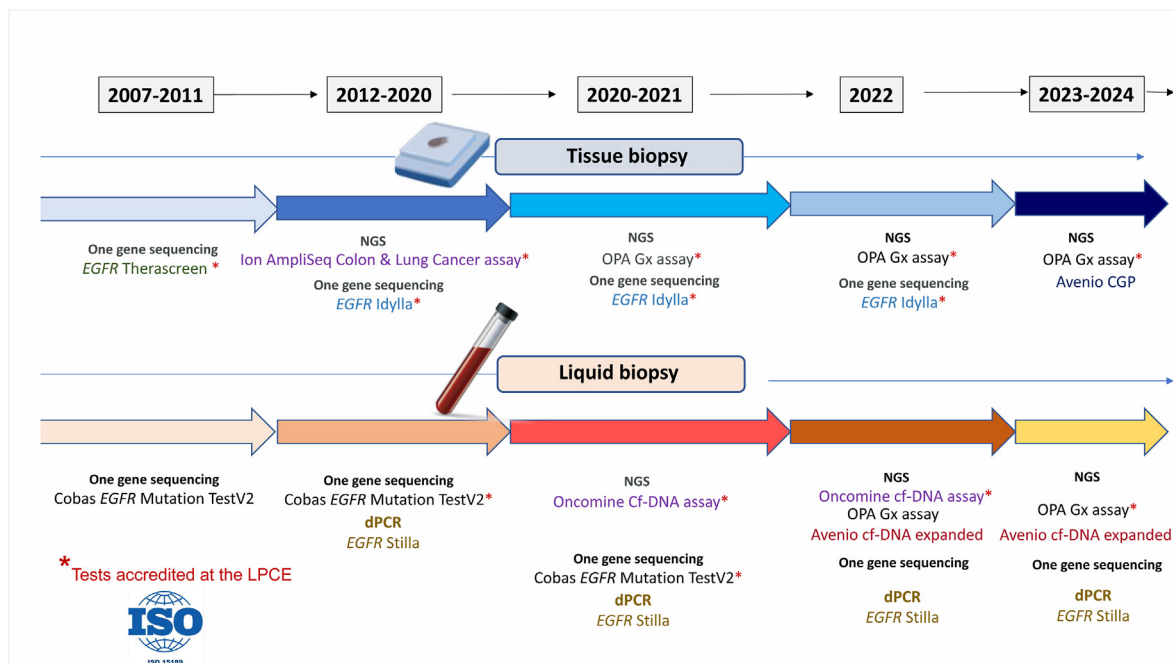 2007-2011
2012-2020
2020-2021
2022
2023-2024
Tissue biopsy
One gene sequencing
EGFR Therascreen *
NGS
Ion AmpliSeq Colon & Lung Cancer assay*
One gene sequencing
EGFR Idylla*
NGS
OPA Gx assay*
One gene sequencing
EGFR Idylla*
NGS
OPA Gx assay*
One gene sequencing
EGFR Idylla*
NGS
OPA Gx assay*
Avenio CGP
Liquid biopsy
One gene sequencing
Cobas EGFR Mutation TestV2
One gene sequencing
Cobas EGFR Mutation TestV2*
dPCR
EGFR Stilla
NGS
Oncomine Cf-DNA assay*
One gene sequencing
Cobas EGFR Mutation TestV2*
dPCR
EGFR Stilla
NGS
Oncomine cf-DNA assay*
OPA Gx assay
Avenio cf-DNA expanded
One gene sequencing
dPCR
EGFR Stilla
NGS
OPA Gx assay*
Avenio cf-DNA expanded
One gene sequencing
dPCR
EGFR Stilla
*Tests accredited at the LPCE
ISO
ISO 15189